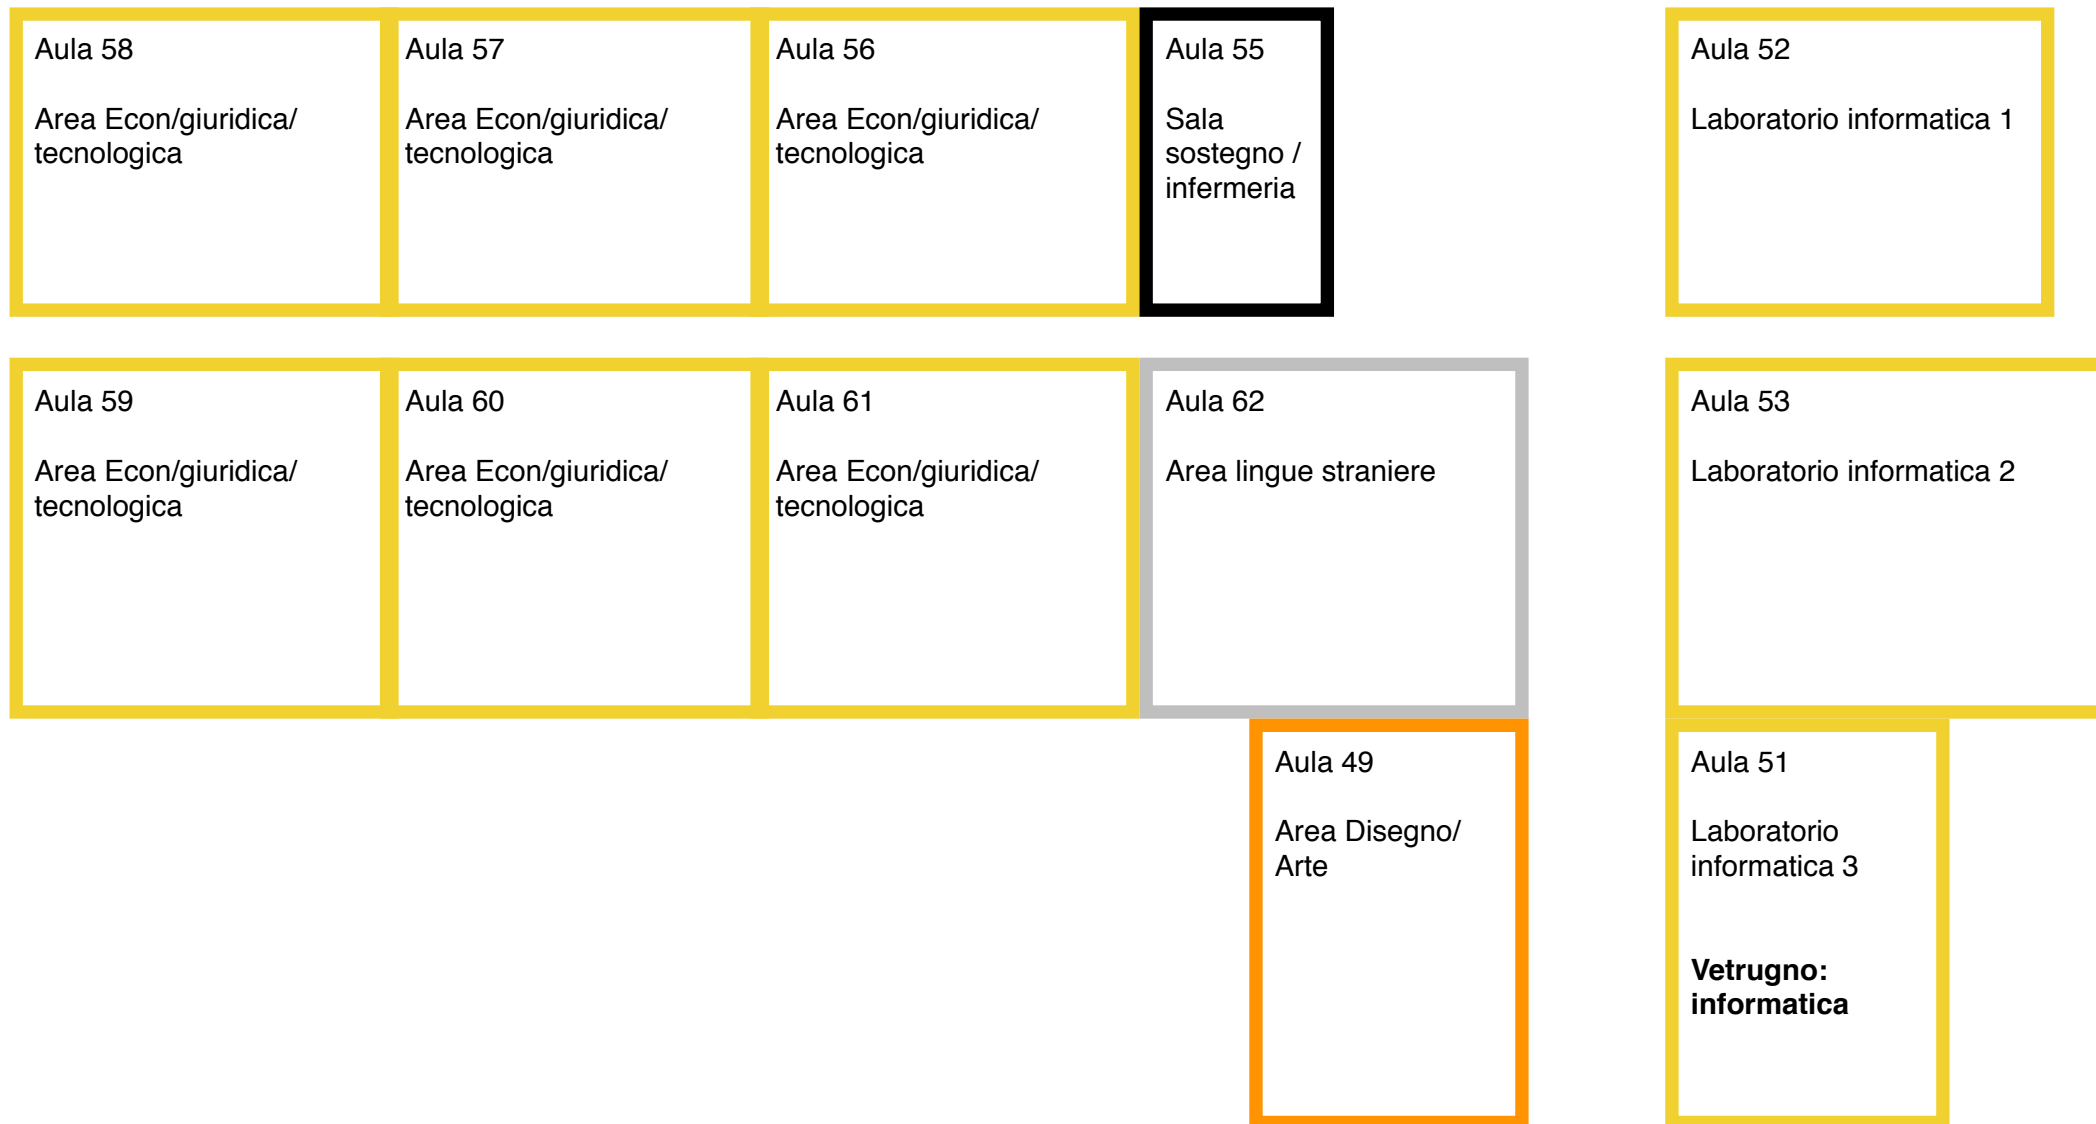 Aula 58
Area Econ/giuridica/
tecnologica
Aula 57
Area Econ/giuridica/
tecnologica
Aula 56
Area Econ/giuridica/
tecnologica
Aula 55
Sala
sostegno /
infermeria
Aula 52
Laboratorio informatica 1
Aula 59
Area Econ/giuridica/
tecnologica
Aula 60
Area Econ/giuridica/
tecnologica
Aula 61
Area Econ/giuridica/
tecnologica
Aula 62
Area lingue straniere
Aula 53
Laboratorio informatica 2
Aula 49
Area Disegno/
Arte
Aula 51
Laboratorio
informatica 3
Vetrugno:
informatica